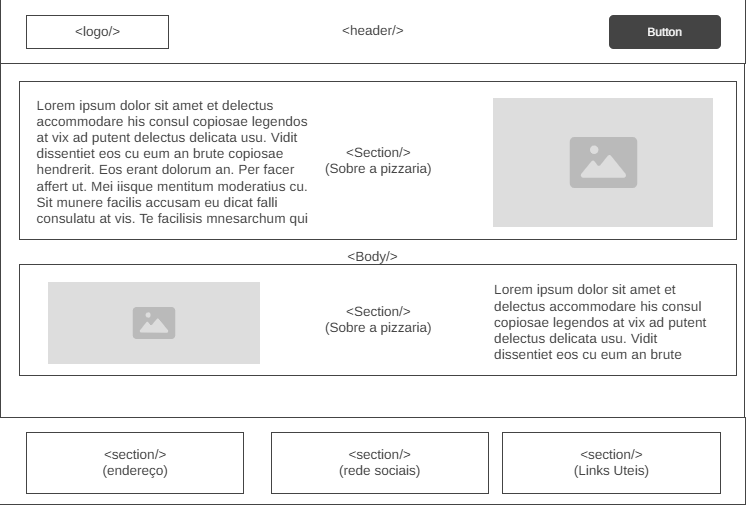 <logo/>
<header/>
Button
Lorem ipsum dolor sit amet et delectus
accommodare his consul copiosae legendos
at vix ad putent delectus delicata usu. Vidit
dissentiet eos cu eum an brute copiosae
hendrerit. Eos erant dolorum an. Per facer
affert ut. Mei iisque mentitum moderatius cu.
Sit munere facilis accusam eu dicat falli
consulatu at vis. Te facilisis mnesarchum qui
<Section/>
(Sobre a pizzaria)
<Body/>
<Section/>
(Sobre a pizzaria)
Lorem ipsum dolor sit amet et
delectus accommodare his consul
copiosae legendos at vix ad putent
delectus delicata usu. Vidit
dissentiet eos cu eum an brute
<section/>
(endereço)
<section/>
(rede sociais)
<section/>
(Links Uteis)